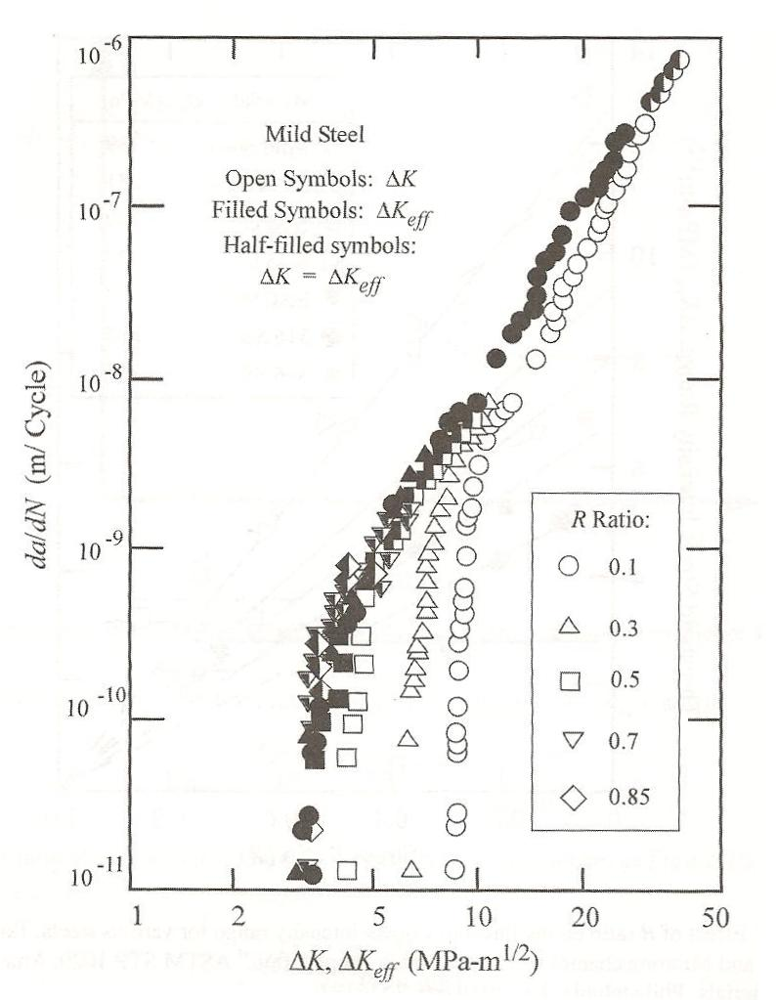 10^-6
10^-7
10^-8
10^-9
10^-10
10^-11
da/dN (m/ Cycle)
Mild Steel
Open Symbols: ΔK
Filled Symbols: ΔK_eff
Half-filled symbols:
ΔK = ΔK_eff
R Ratio:
0.1
0.3
0.5
0.7
0.85
1 2 5 10 20 50
ΔK, ΔK_eff (MPa-m^1/2)